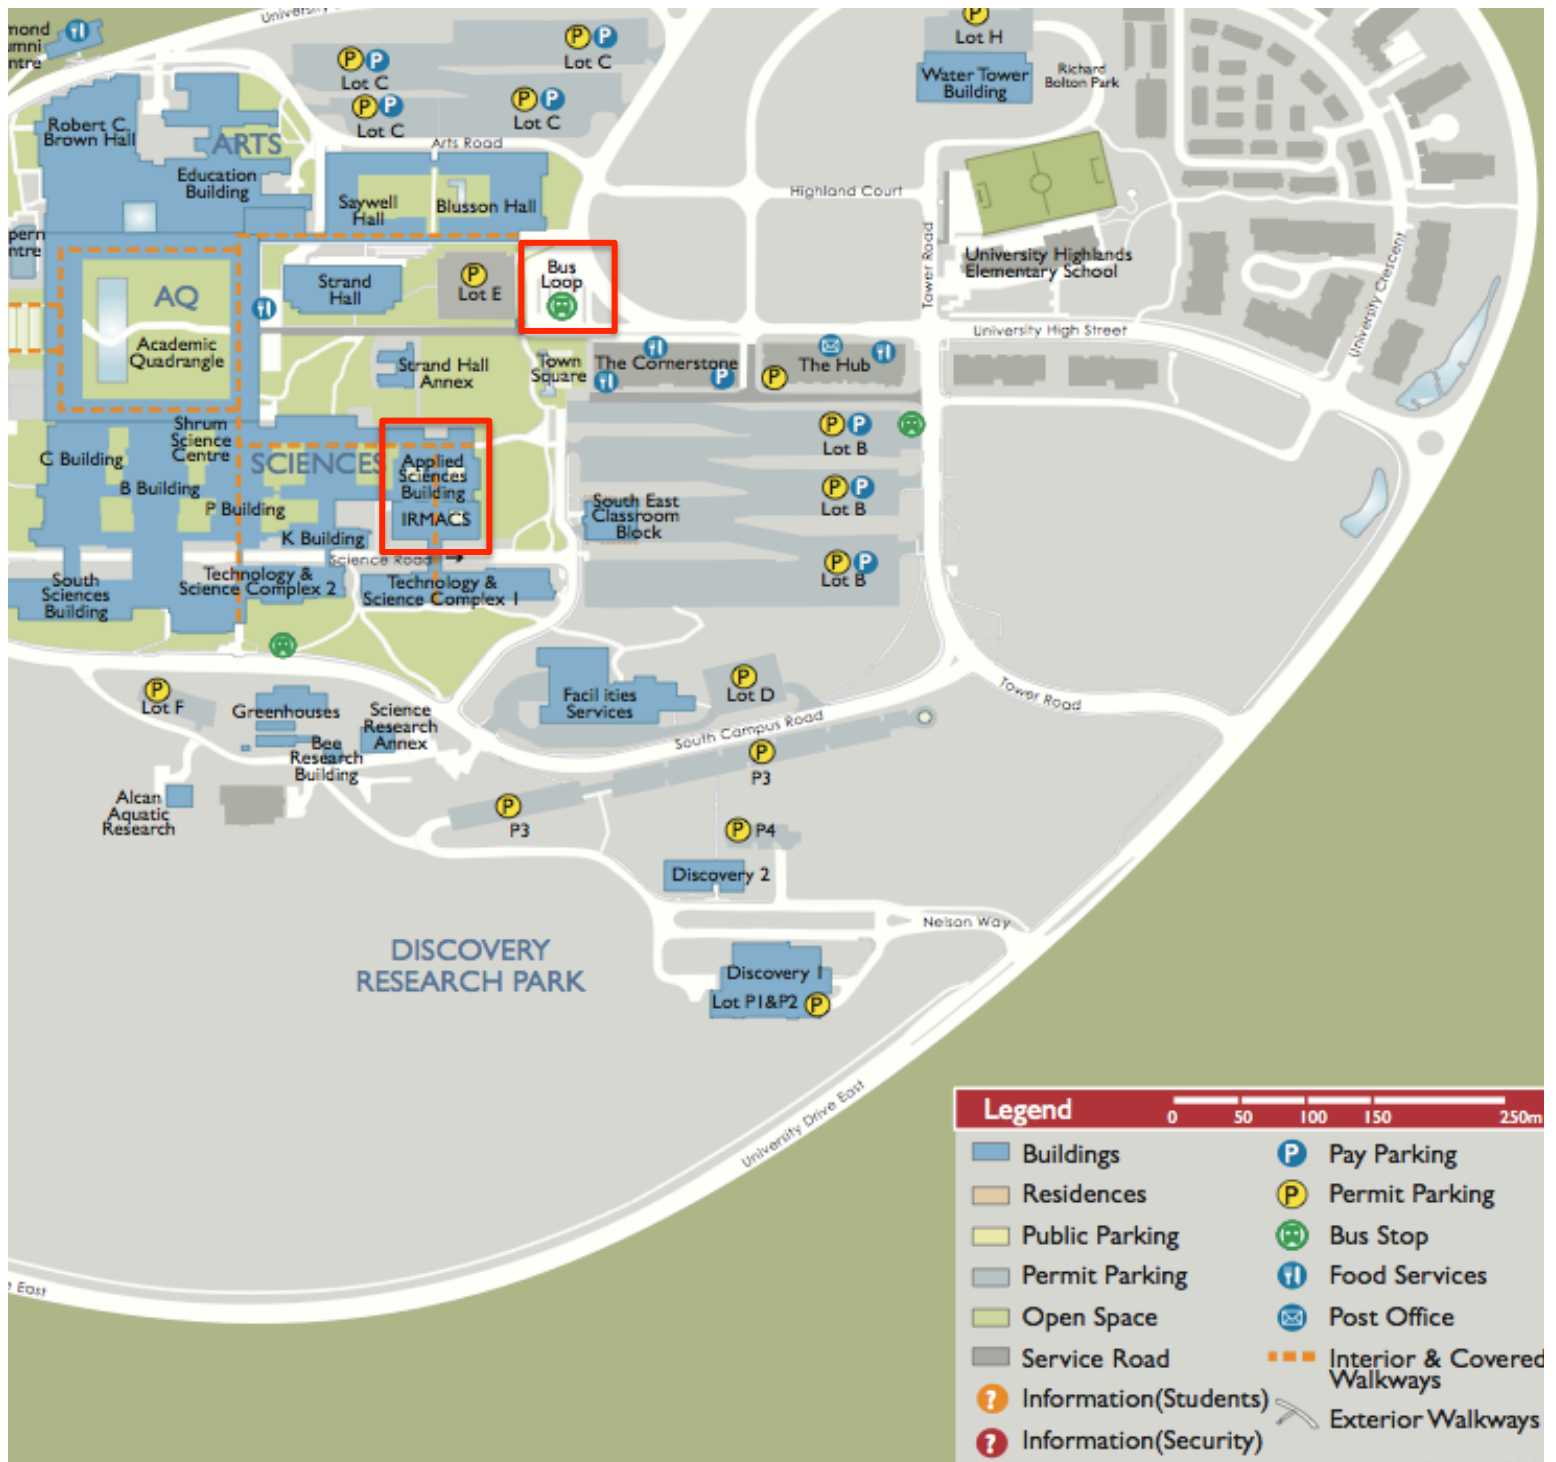 University
mond
umni
ntre
Lot C
Lot C
Lot C
Lot C
Lot H
Water Tower
Building
Richard
Bolton Park
Robert C.
Brown Hall
ARTS
Arts Road
Education
Building
Saywell
Hall
Blusson Hall
Highland Court
pern
ntre
AQ
Academic
Quadrangle
Strand
Hall
Lot E
Bus
Loop
Tower Road
University Highlands
Elementary School
University Crescent
University High Street
Strand Hall
Annex
Town
Square
The Cornerstone
The Hub
Shrum
Science
Centre
C Building
B Building
P Building
SCIENCES
Applied
Sciences
Building
IRMACS
K Building
Science Road
South East
Classroom
Block
Lot B
Lot B
Lot B
South
Sciences
Building
Technology &
Science Complex 2
Technology &
Science Complex 1
Lot F
Greenhouses
Science
Research
Annex
Bee
Research
Building
Alcan
Aquatic
Research
Facilities
Services
Lot D
South Campus Road
Tower Road
P3
P3
P4
Discovery 2
Nelson Way
DISCOVERY
RESEARCH PARK
Discovery 1
Lot P1&P2
University Drive East
East
Legend
0 50 100 150 250m
Buildings
Residences
Public Parking
Permit Parking
Open Space
Service Road
Information(Students)
Information(Security)
Pay Parking
Permit Parking
Bus Stop
Food Services
Post Office
Interior & Covered
Walkways
Exterior Walkways